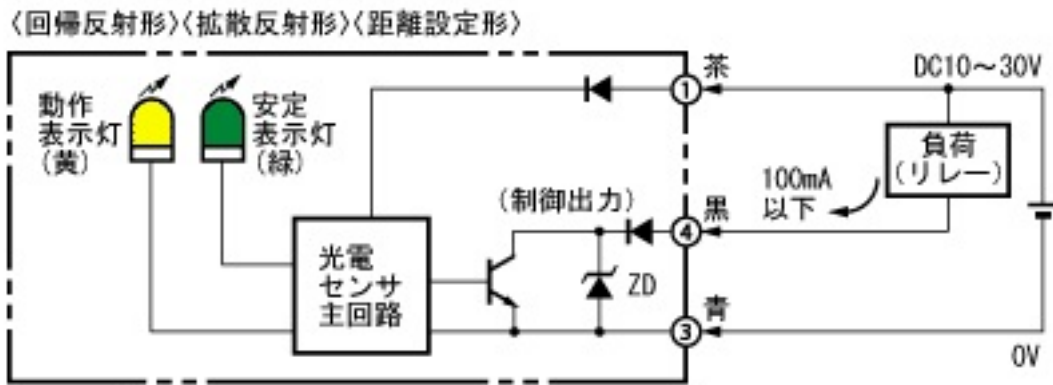 〈回帰反射形〉〈拡散反射形〉〈距離設定形〉
動作
表示灯
(黄)
安定
表示灯
(緑)
光電
センサ
主回路
(制御出力)
ZD
①
茶
④
黒
③
青
100mA
以下
DC10～30V
負荷
(リレー)
0V